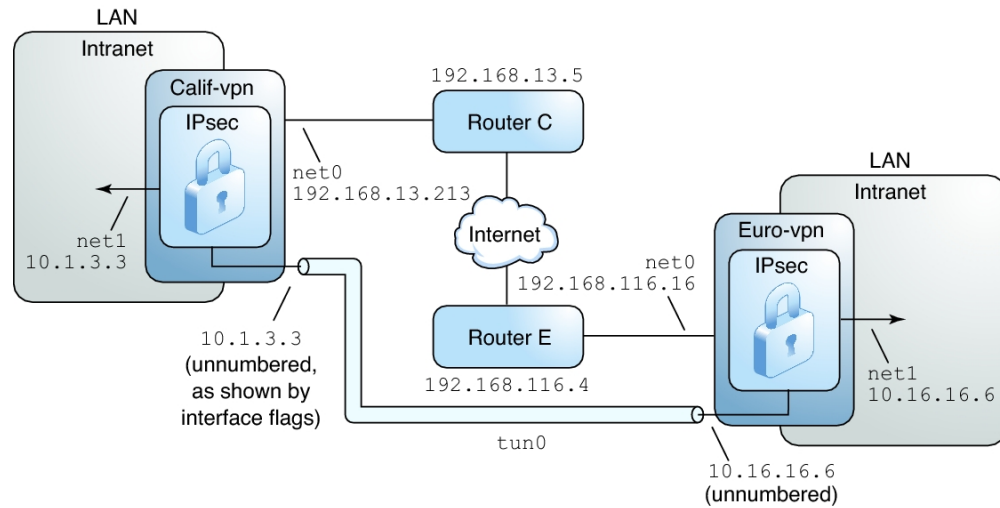 LAN
Intranet
Calif-vpn
IPsec
net1
10.1.3.3
net0
192.168.13.213
192.168.13.5
Router C
Internet
Router E
192.168.116.4
net0
192.168.116.16
LAN
Intranet
Euro-vpn
IPsec
net1
10.16.16.6
10.1.3.3
(unnumbered,
as shown by
interface flags)
tun0
10.16.16.6
(unnumbered)